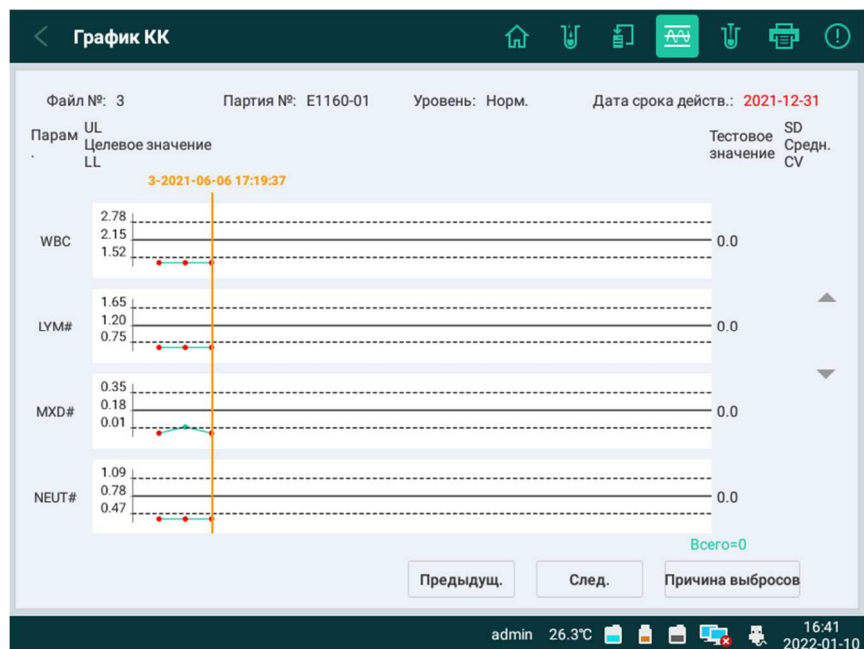 График КК
Файл №: 3 Партия №: E1160-01 Уровень: Норм. Дата срока действ.: 2021-12-31
Парам
.
UL
Целевое значение
LL
Тестовое
значение
SD
Средн.
CV
3-2021-06-06 17:19:37
WBC
2.78
2.15
1.52
0.0
LYM#
1.65
1.20
0.75
0.0
MXD#
0.35
0.18
0.01
0.0
NEUT#
1.09
0.78
0.47
0.0
Всего=0
Предыдущ. След. Причина выбросов
admin 26.3℃ 16:41
2022-01-10